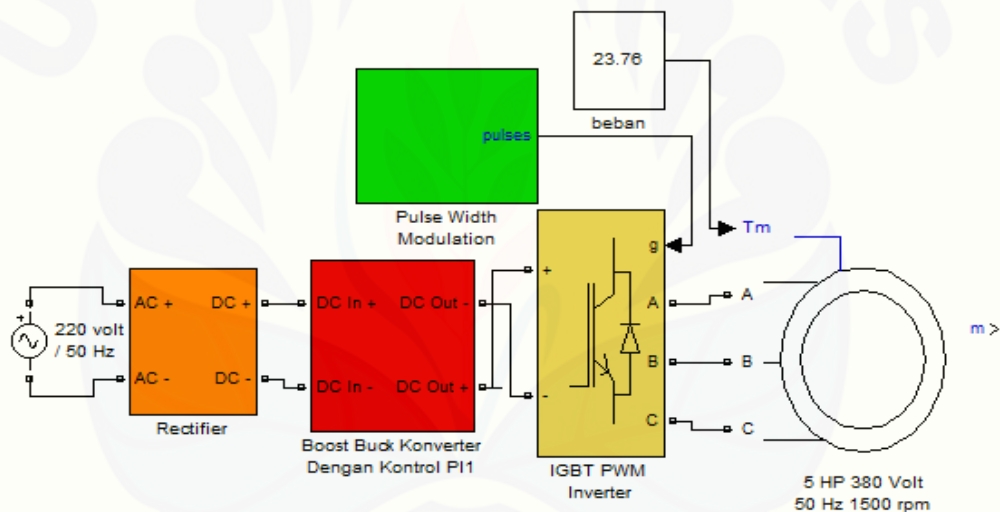 23.76
beban
pulses
Pulse Width
Modulation
Tm
g
+
A
A
B
B
C
C
-
m
+
220 volt
/ 50 Hz
AC +
DC +
AC -
DC -
Rectifier
DC In +
DC Out -
DC In -
DC Out +
Boost Buck Konverter
Dengan Kontrol PI1
IGBT PWM
Inverter
5 HP 380 Volt
50 Hz 1500 rpm